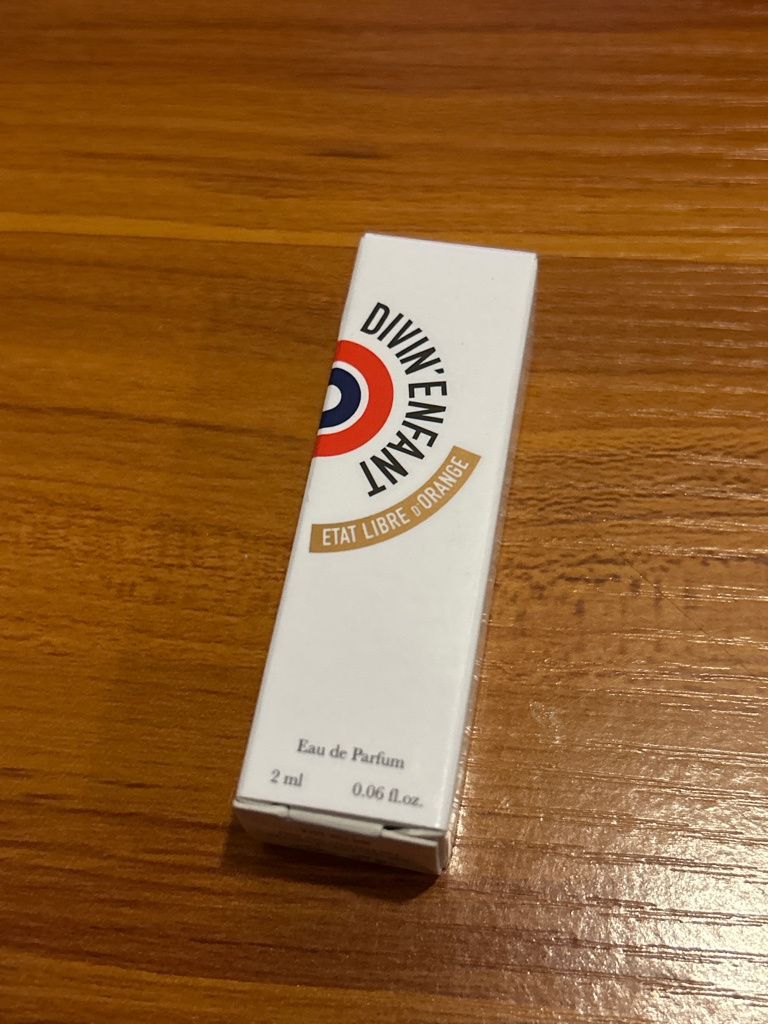 DIVIN'ENFANT
ETAT LIBRE d'ORANGE
Eau de Parfum
2 ml 0.06 fl.oz.